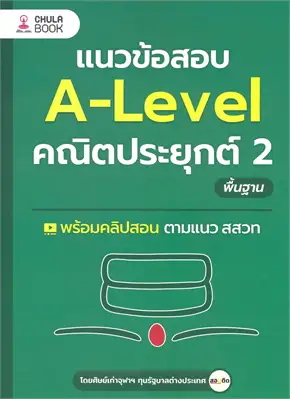 CHULA
BOOK
แนวข้อสอบ
A-Level
คณิตประยุกต์ 2
พื้นฐาน
พร้อมคลิปสอน ตามแนว สสวท
โดยศิษย์เก่าจุฬาฯ ทุนรัฐบาลต่างประเทศ